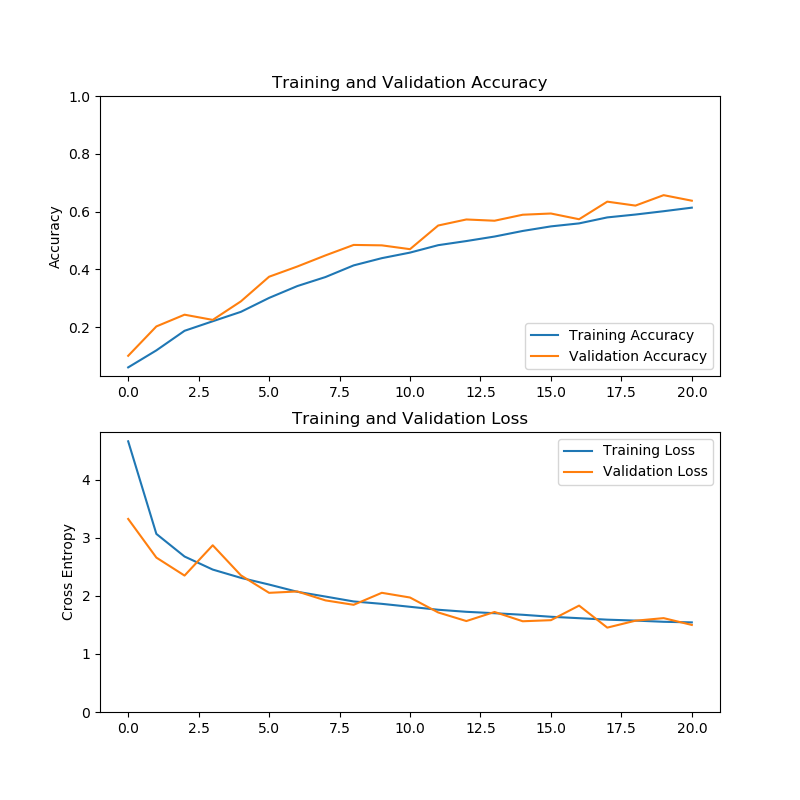 Training and Validation Accuracy
1.0
0.8
0.6
0.4
0.2
Accuracy
Training Accuracy
Validation Accuracy
0.0 2.5 5.0 7.5 10.0 12.5 15.0 17.5 20.0
Training and Validation Loss
4
3
2
1
0
Cross Entropy
Training Loss
Validation Loss
0.0 2.5 5.0 7.5 10.0 12.5 15.0 17.5 20.0